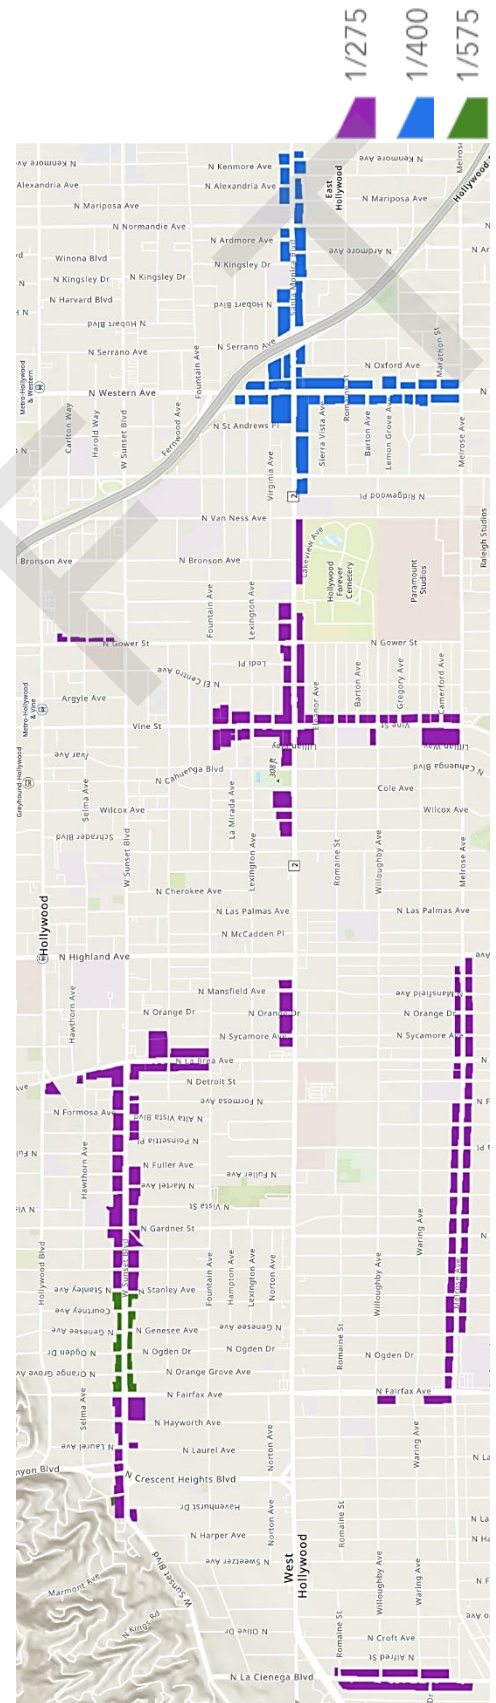 1/275
1/400
1/575
N Kenmore Ave
N Kenmore Ave
N Kenmore Ave
Alexandria Ave
N Alexandria Ave
East
Hollywood
Hollywood
N Mariposa Ave
N Mariposa Ave
N Normandie Ave
Winona Blvd
N Ardmore Ave
Ardmore Ave
N Kingsley Dr
N Kingsley Dr
N Kingsley Dr
N Harvard Blvd
N Hobart Blvd
N Hobart Blvd
Santa Monica Blvd
N Serrano Ave
N Serrano Ave
Fountain Ave
N Oxford Ave
Marathon St
Metro-Hollywood
& Western
N Western Ave
Carlton Way
Harold Way
W Sunset Blvd
Fernwood Ave
N St Andrews Pl
Virginia Ave
Sierra Vista Ave
Barton Ave
Lemon Grove Ave
Melrose Ave
2
N Ridgewood Pl
N Van Ness Ave
Raleigh Studios
Bronson Ave
N Bronson Ave
Lakeview Ave
Hollywood
Forever
Cemetery
Paramount
Studios
Fountain Ave
Lexington Ave
N Gower St
N Gower St
Lodi Pl
N El Centro Ave
Argyle Ave
Eleanor Ave
Barton Ave
Gregory Ave
Camerford Ave
Metro-Hollywood
& Vine
Vine St
Vine St
Lillian Way
Ivar Ave
Greyhound-Hollywood
N Cahuenga Blvd
N Cahuenga Blvd
308 ft
Selma Ave
Cole Ave
Wilcox Ave
Wilcox Ave
La Mirada Ave
Schrader Blvd
W Sunset Blvd
Lexington Ave
2
Romaine St
Willoughby Ave
Melrose Ave
N Cherokee Ave
N Las Palmas Ave
N Las Palmas Ave
Hollywood
N McCadden Pl
N Highland Ave
Hawthorn Ave
N Mansfield Ave
Mansfield Ave
N Orange Dr
N Orange Dr
N Orange Dr
N Sycamore Ave
N Sycamore Ave
N La Brea Ave
N Detroit St
N Formosa Ave
N Formosa Ave
N Alta Vista Blvd
N Poinsettia Pl
Hawthorn Ave
N Fuller Ave
N Fuller Ave
N Martel Ave
N Vista St
N Gardner St
Waring Ave
Hollywood Blvd
W Sunset Blvd
Fountain Ave
Hampton Ave
Lexington Ave
Norton Ave
Willoughby Ave
Melrose Ave
N Stanley Ave
N Stanley Ave
Courtney Ave
N Genesee Ave
N Genesee Ave
N Genesee Ave
Romaine St
N Ogden Dr
N Ogden Dr
N Ogden Dr
N Ogden Dr
N Orange Grove Ave
N Orange Grove Ave
N Fairfax Ave
N Fairfax Ave
Selma Ave
N Hayworth Ave
N Laurel Ave
N Laurel Ave
Norton Ave
Waring Ave
N Crescent Heights Blvd
Havenhurst Dr
Norton Ave
Romaine St
N Harper Ave
N Sweetzer Ave
West
Hollywood
W Sunset Blvd
Willoughby Ave
Waring Ave
Marmont Ave
N Kings Rd
N Olive Dr
Romaine St
N Croft Ave
N Alfred St
N La Cienega Blvd